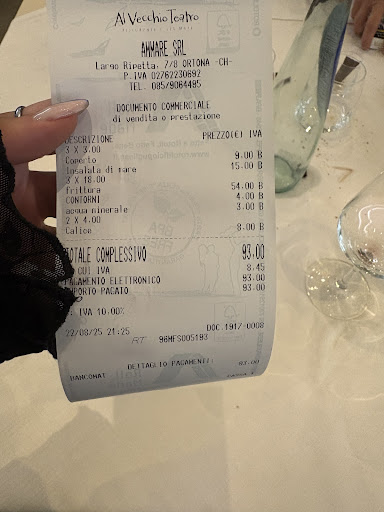 Al Vecchio Teatro
AMMARE SRL
Largo Ripetta, 7/8 ORTONA -CH-
P.IVA 02762230692
TEL. 085/9064495
DOCUMENTO COMMERCIALE
di vendita o prestazione
DESCRIZIONE PREZZO(€) IVA
3 X 3.00
Coperto 9.00 B
Insalata di mare 15.00 B
3 X 18.00
Frittura 54.00 B
CONTORNI 4.00 B
acqua minerale 3.00 B
2 X 4.00
Calice 8.00 B
TOTALE COMPLESSIVO 93.00
CUI IVA 8.45
PAGAMENTO ELETTRONICO 93.00
IMPORTO PAGATO 93.00
IVA 10.00%
22/08/25 21:25 DOC.1917-0008
RT 96MFS005193
DETTAGLIO PAGAMENTI:
BANCOMAT 93.00